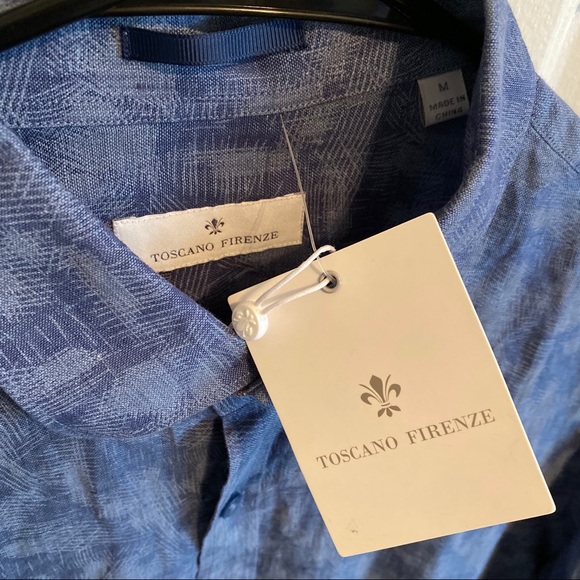 M
MADE IN
CHINA
TOSCANO FIRENZE
TOSCANO FIRENZE